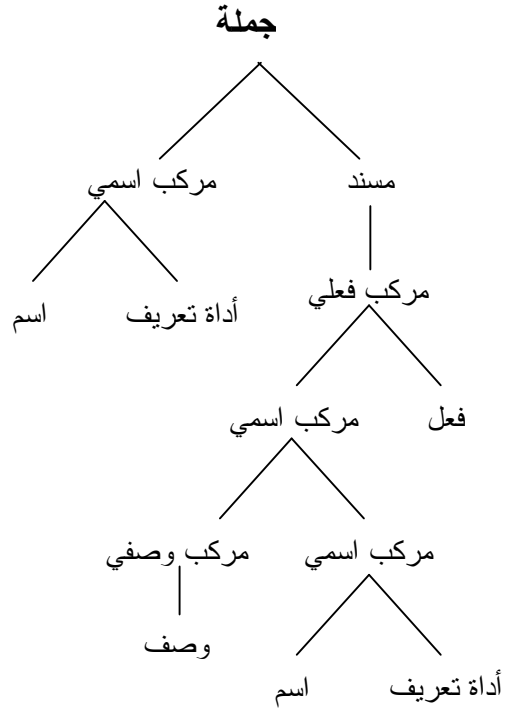 جملة
مسند
مركب اسمي
مركب فعلي
أداة تعريف
اسم
فعل
مركب اسمي
مركب اسمي
مركب وصفي
وصف
أداة تعريف
اسم